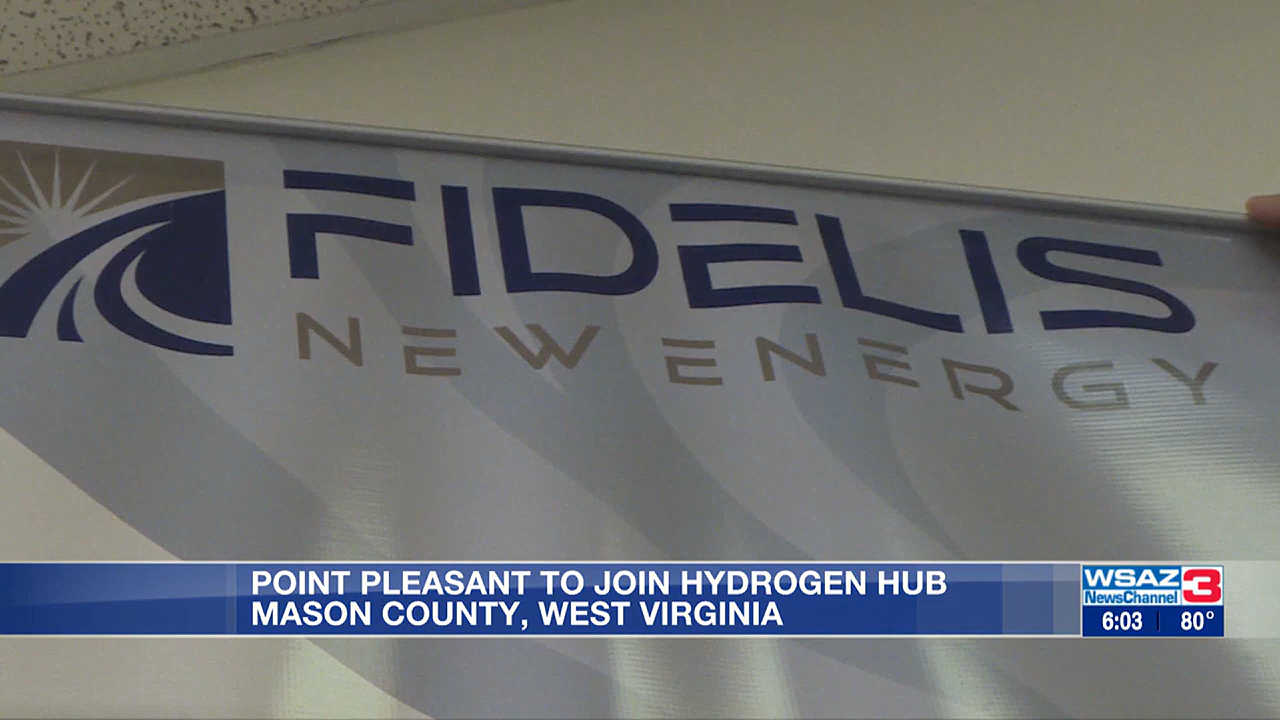 FIDELIS
NEW ENERGY
POINT PLEASANT TO JOIN HYDROGEN HUB
MASON COUNTY, WEST VIRGINIA
WSAZ 3
NewsChannel
6:03 | 80°